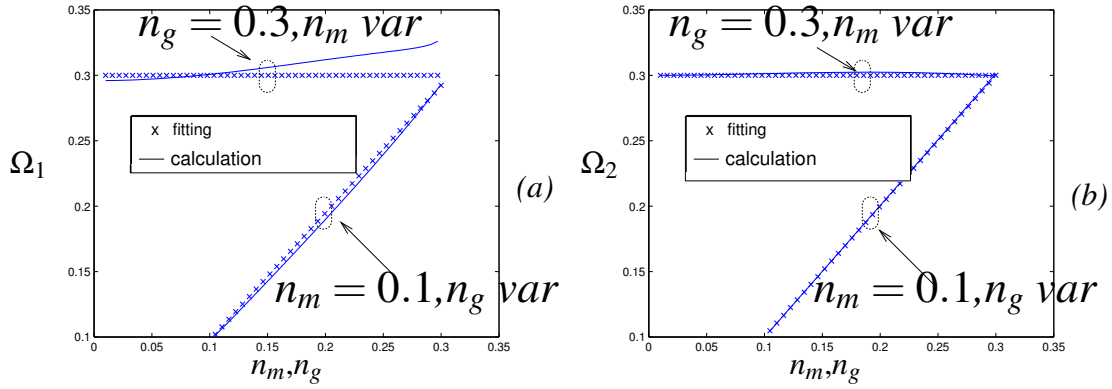 n_g = 0.3, n_m var
0.35
0.3
0.25
0.2
0.15
0.1
Ω₁
x fitting
— calculation
(a)
n_m = 0.1, n_g var
0 0.05 0.1 0.15 0.2 0.25 0.3 0.35
n_m, n_g
n_g = 0.3, n_m var
0.35
0.3
0.25
0.2
0.15
0.1
Ω₂
x fitting
— calculation
(b)
n_m = 0.1, n_g var
0 0.05 0.1 0.15 0.2 0.25 0.3 0.35
n_m, n_g